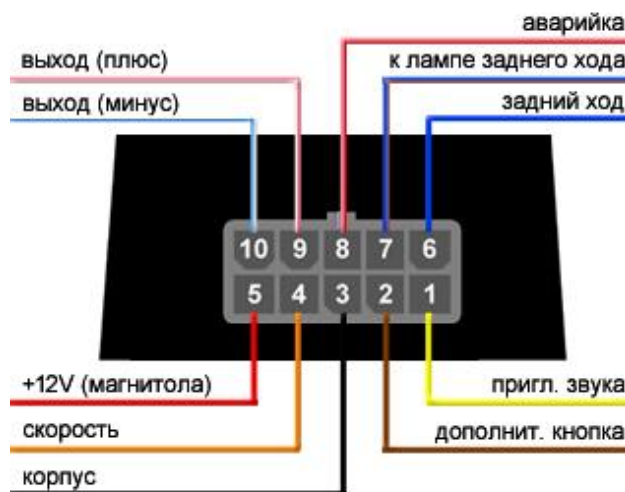 аварийка
выход (плюс)
к лампе заднего хода
выход (минус)
задний ход
10 9 8 7 6
5 4 3 2 1
+12V (магнитола)
пригл. звука
скорость
дополнит. кнопка
корпус